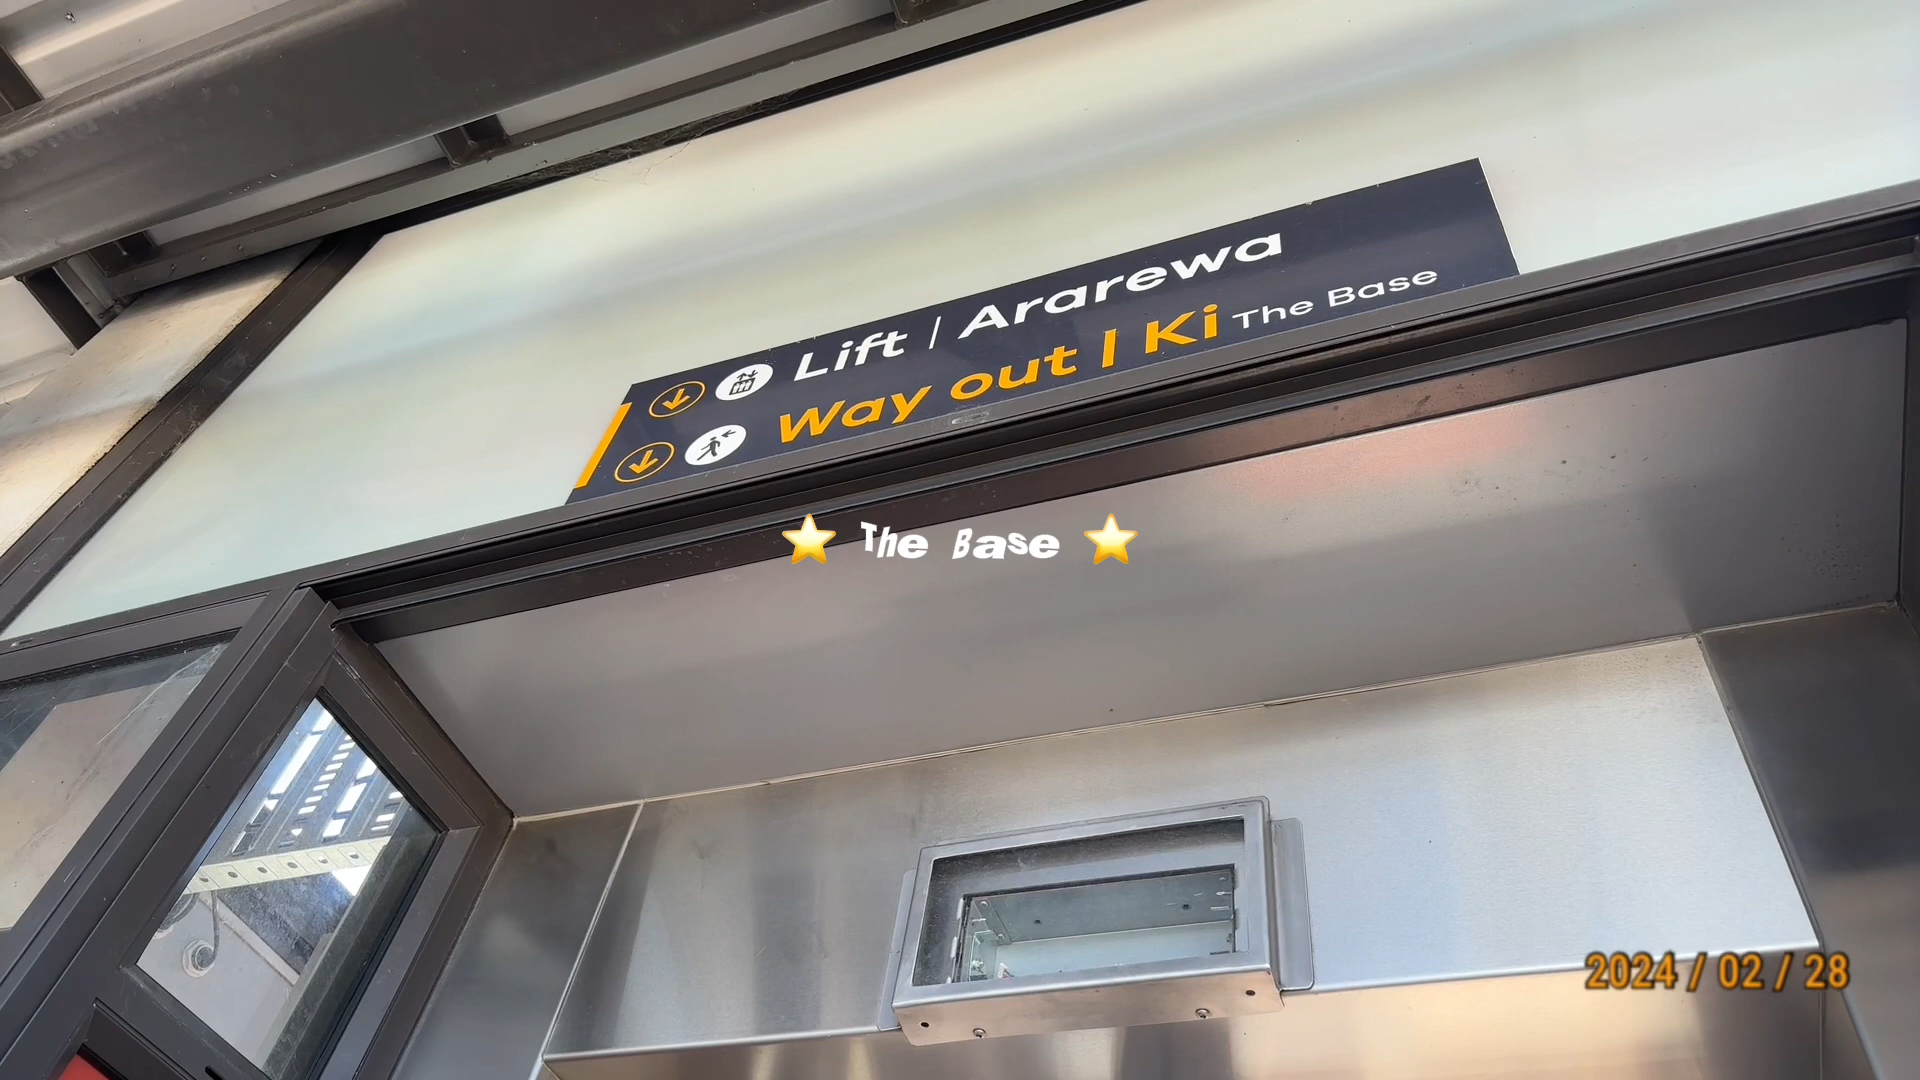 Lift | Ararewa
Way out | Ki The Base
⭐ The Base ⭐
2024 / 02 / 28